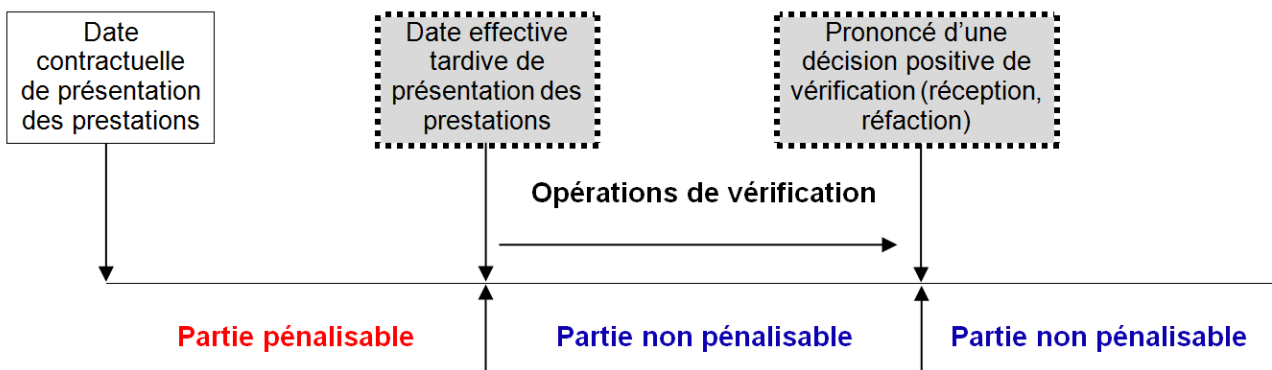 Date
contractuelle
de présentation
des prestations
Date effective
tardive de
présentation des
prestations
Prononcé d'une
décision positive de
vérification (réception,
réfaction)
Opérations de vérification
Partie pénalisable
Partie non pénalisable
Partie non pénalisable